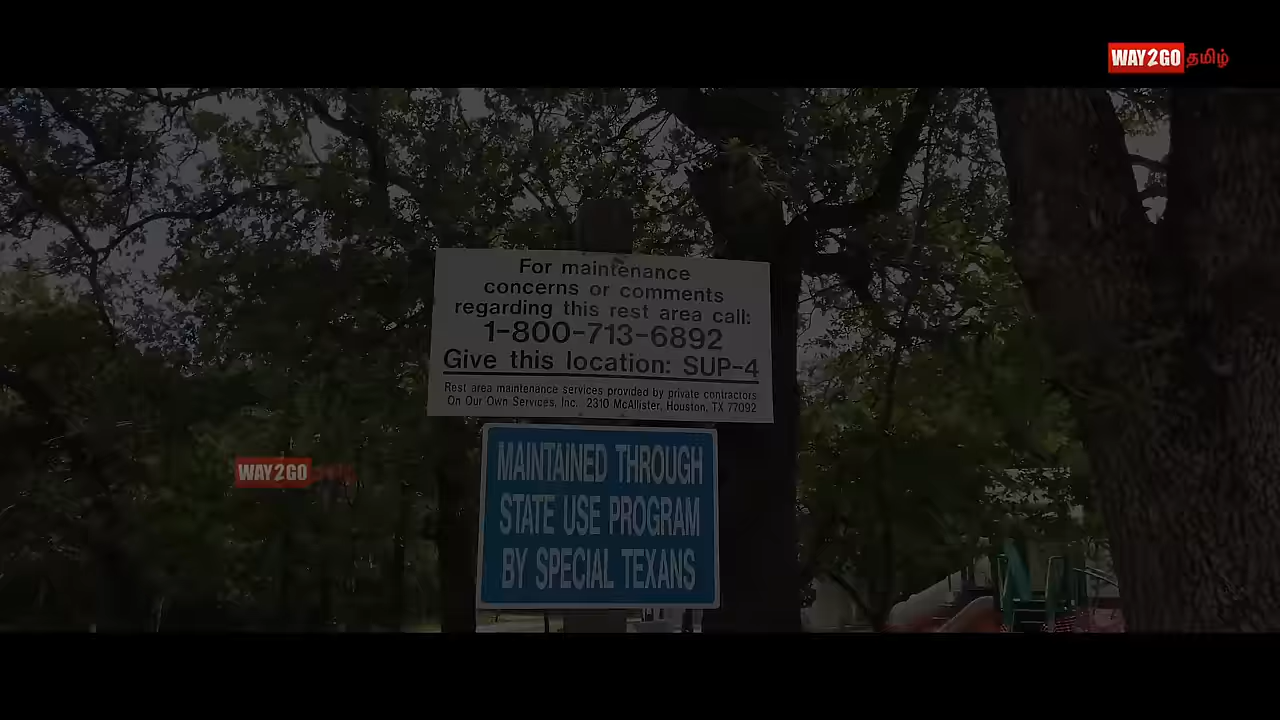 WAY2GO தமிழ்
For maintenance
concerns or comments
regarding this rest area call:
1-800-713-6892
Give this location: SUP-4
Rest area maintenance services provided by private contractors
On Our Own Services, Inc. 2310 McAllister, Houston, TX 77092
MAINTAINED THROUGH
STATE USE PROGRAM
BY SPECIAL TEXANS
WAY2GO தமிழ்